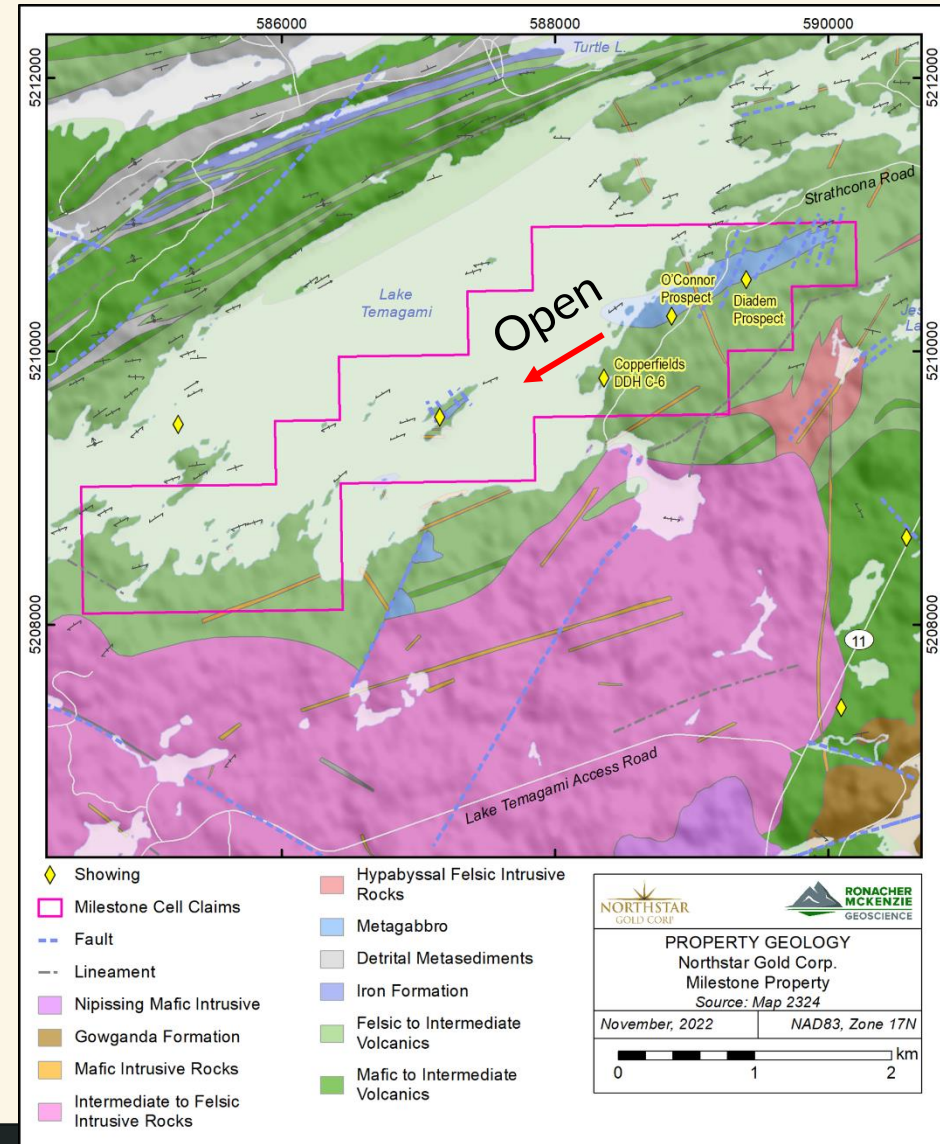 586000
588000
590000
5212000
5212000
Turtle L.
Strathcona Road
O'Connor
Prospect
Diadem
Prospect
Lake
Temagami
Open
5210000
5210000
Copperfields
DDH C-6
5208000
5208000
11
Lake Temagami Access Road
Showing
Milestone Cell Claims
Fault
Lineament
Nipissing Mafic Intrusive
Gowganda Formation
Mafic Intrusive Rocks
Intermediate to Felsic
Intrusive Rocks
Hypabyssal Felsic Intrusive
Rocks
Metagabbro
Detrital Metasediments
Iron Formation
Felsic to Intermediate
Volcanics
Mafic to Intermediate
Volcanics
NORTHSTAR
GOLD CORP
RONACHER
MCKENZIE
GEOSCIENCE
PROPERTY GEOLOGY
Northstar Gold Corp.
Milestone Property
Source: Map 2324
November, 2022
NAD83, Zone 17N
km
0 1 2